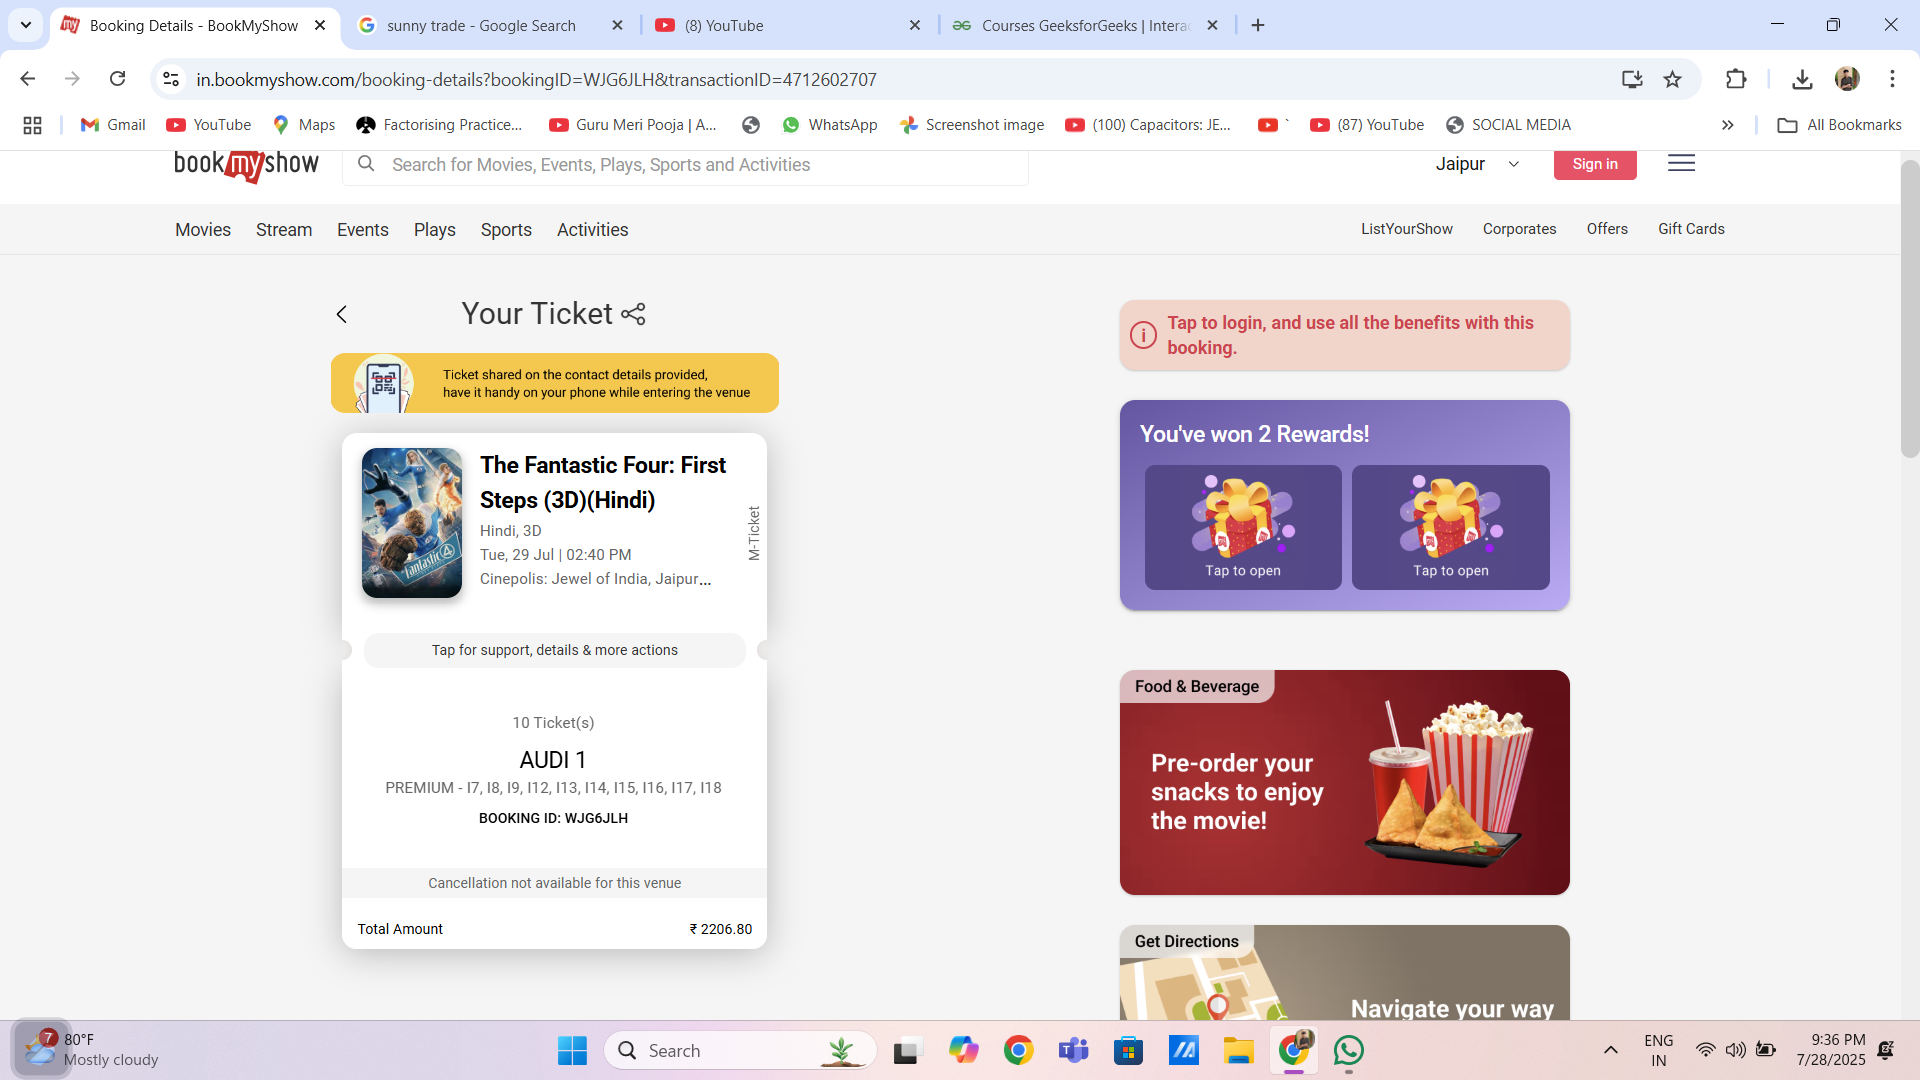 Booking Details - BookMyShow
sunny trade - Google Search
(8) YouTube
Courses GeeksforGeeks | Intera
in.bookmyshow.com/booking-details?bookingID=WJG6JLH&transactionID=4712602707
Gmail
YouTube
Maps
Factorising Practice...
Guru Meri Pooja | A...
WhatsApp
Screenshot image
(100) Capacitors: JE...
`
(87) YouTube
SOCIAL MEDIA
All Bookmarks
book my show
Search for Movies, Events, Plays, Sports and Activities
Jaipur
Sign in
Movies
Stream
Events
Plays
Sports
Activities
ListYourShow
Corporates
Offers
Gift Cards
Your Ticket
Ticket shared on the contact details provided,
have it handy on your phone while entering the venue
The Fantastic Four: First
Steps (3D)(Hindi)
Hindi, 3D
Tue, 29 Jul | 02:40 PM
Cinepolis: Jewel of India, Jaipur...
M-Ticket
Tap for support, details & more actions
10 Ticket(s)
AUDI 1
PREMIUM - I7, I8, I9, I12, I13, I14, I15, I16, I17, I18
BOOKING ID: WJG6JLH
Cancellation not available for this venue
Total Amount
₹ 2206.80
Tap to login, and use all the benefits with this
booking.
You've won 2 Rewards!
Tap to open
Tap to open
Food & Beverage
Pre-order your
snacks to enjoy
the movie!
Get Directions
Navigate your way
7
80°F
Mostly cloudy
Search
ENG
IN
9:36 PM
7/28/2025